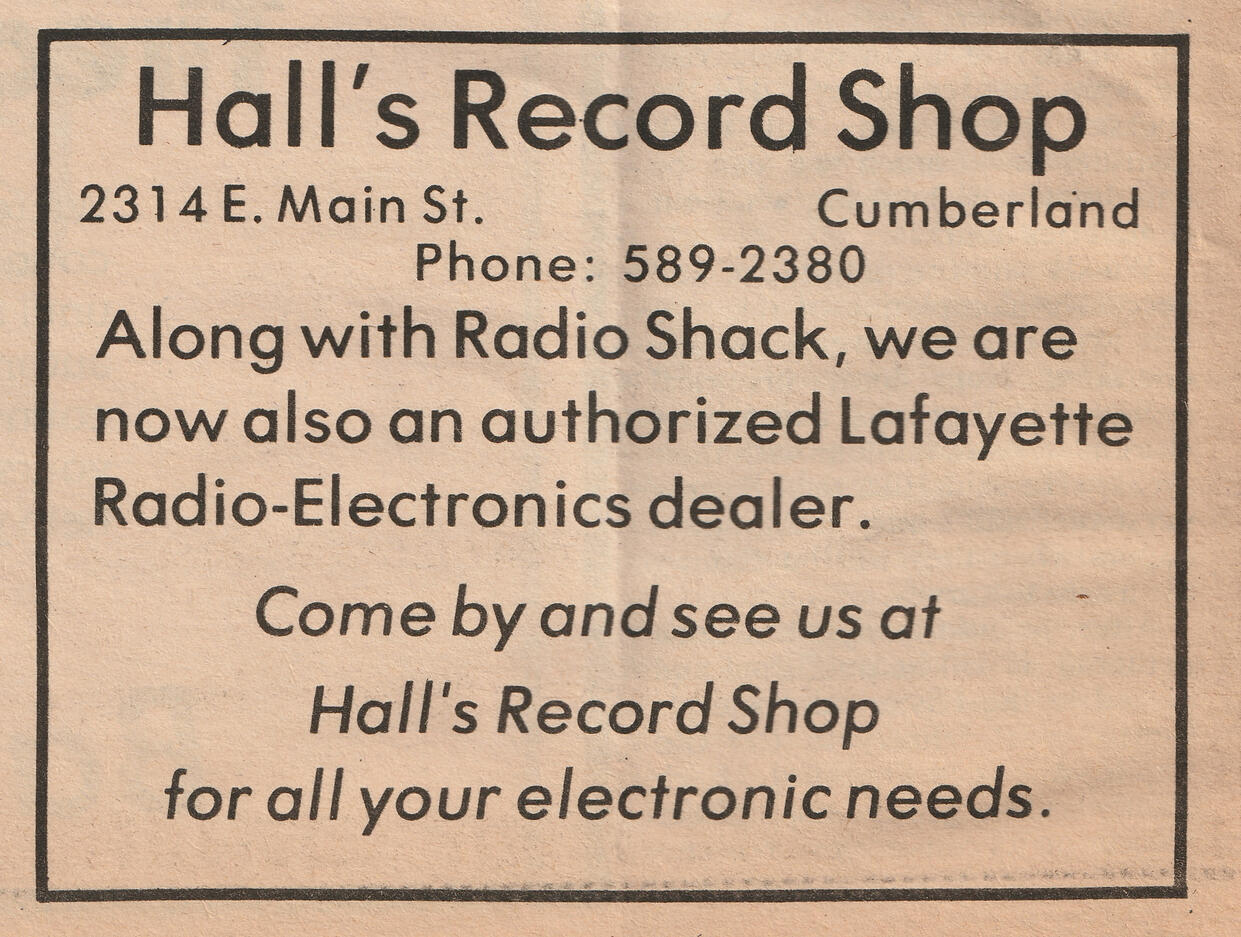 Hall's Record Shop
2314 E. Main St. Cumberland
Phone: 589-2380
Along with Radio Shack, we are
now also an authorized Lafayette
Radio-Electronics dealer.
Come by and see us at
Hall's Record Shop
for all your electronic needs.